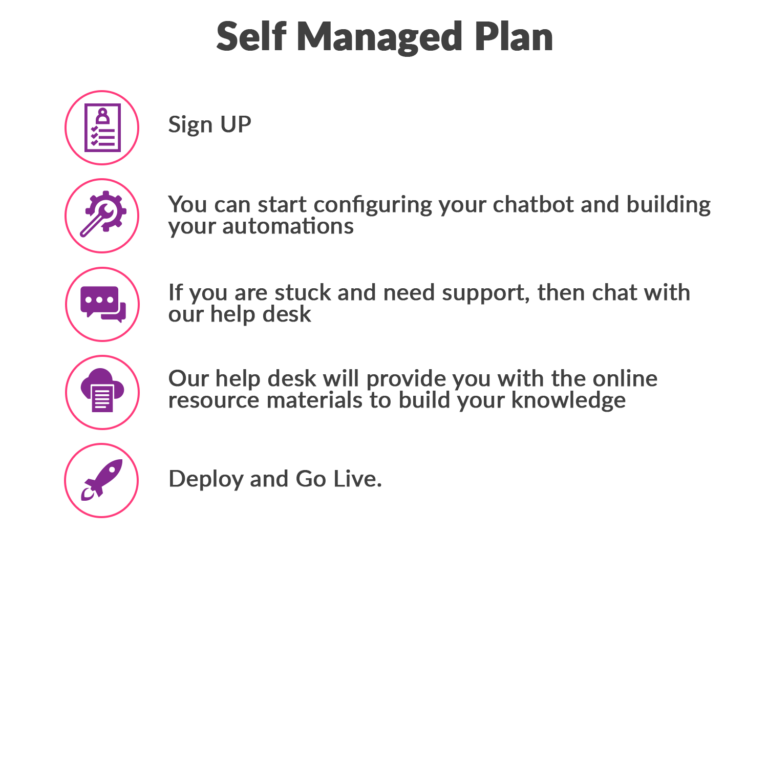 Self Managed Plan
Sign UP
You can start configuring your chatbot and building
your automations
If you are stuck and need support, then chat with
our help desk
Our help desk will provide you with the online
resource materials to build your knowledge
Deploy and Go Live.